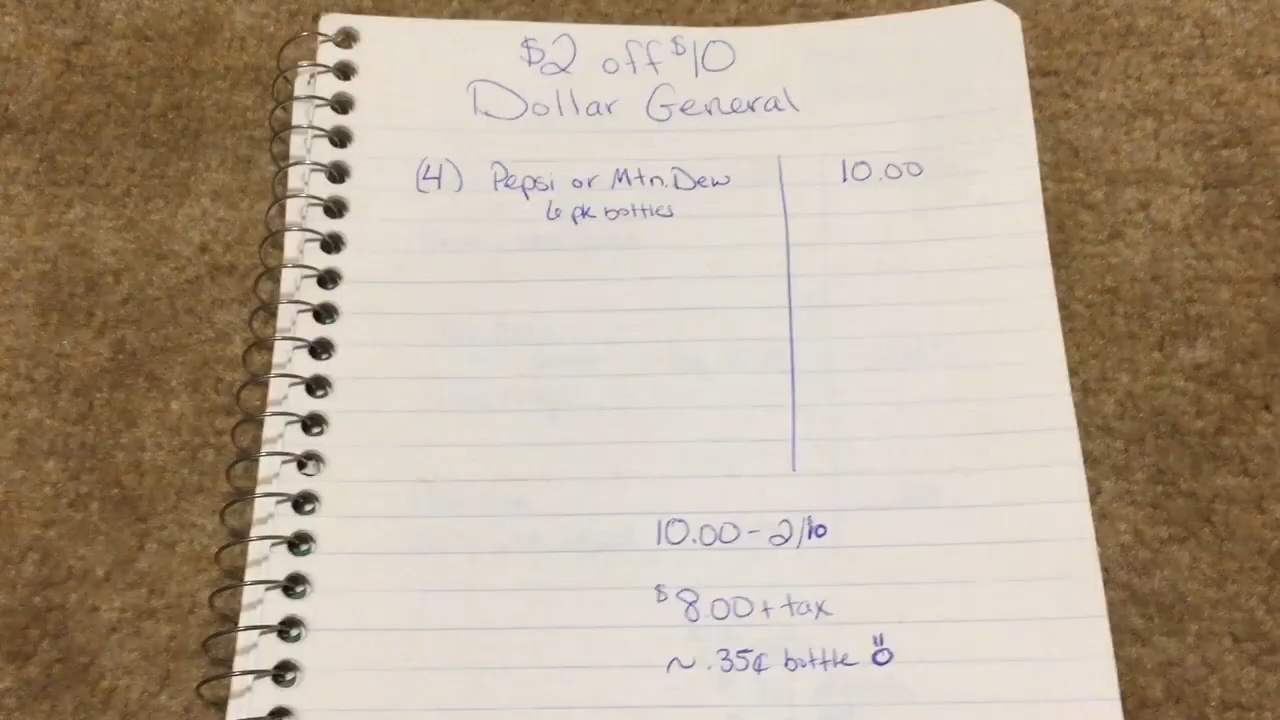 $2 off $10
Dollar General
(4) Pepsi or Mtn. Dew 10.00
6 pk bottles
10.00 - 2/10
$8.00 + tax
~ .35¢ bottle